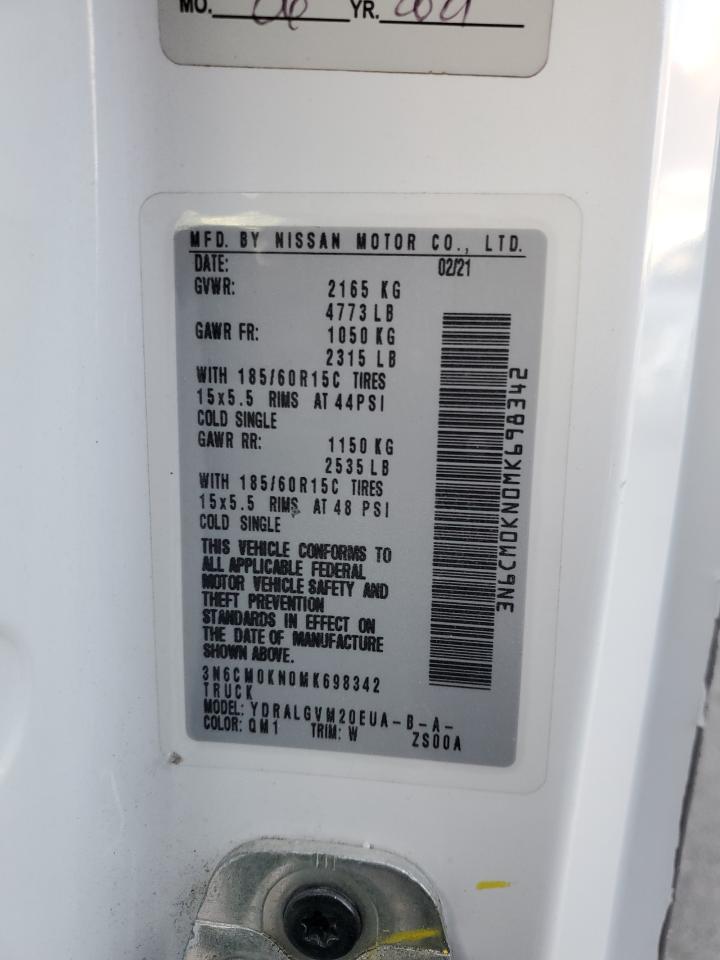 MO. 06 YR.
MFD. BY NISSAN MOTOR CO., LTD.
DATE: 02/21
GVWR: 2165 KG
4773 LB
GAWR FR: 1050 KG
2315 LB
WITH 185/60R15C TIRES
15x5.5 RIMS AT 44PSI
COLD SINGLE
GAWR RR: 1150 KG
2535 LB
WITH 185/60R15C TIRES
15x5.5 RIMS AT 48 PSI
COLD SINGLE
THIS VEHICLE CONFORMS TO
ALL APPLICABLE FEDERAL
MOTOR VEHICLE SAFETY AND
THEFT PREVENTION
STANDARDS IN EFFECT ON
THE DATE OF MANUFACTURE
SHOWN ABOVE.
3N6CM0KN0MK698342
TRUCK
MODEL: YDRALGVM20EUA-B-A-
COLOR: QM1 TRIM: W ZS00A
3N6CM0KN0MK698342